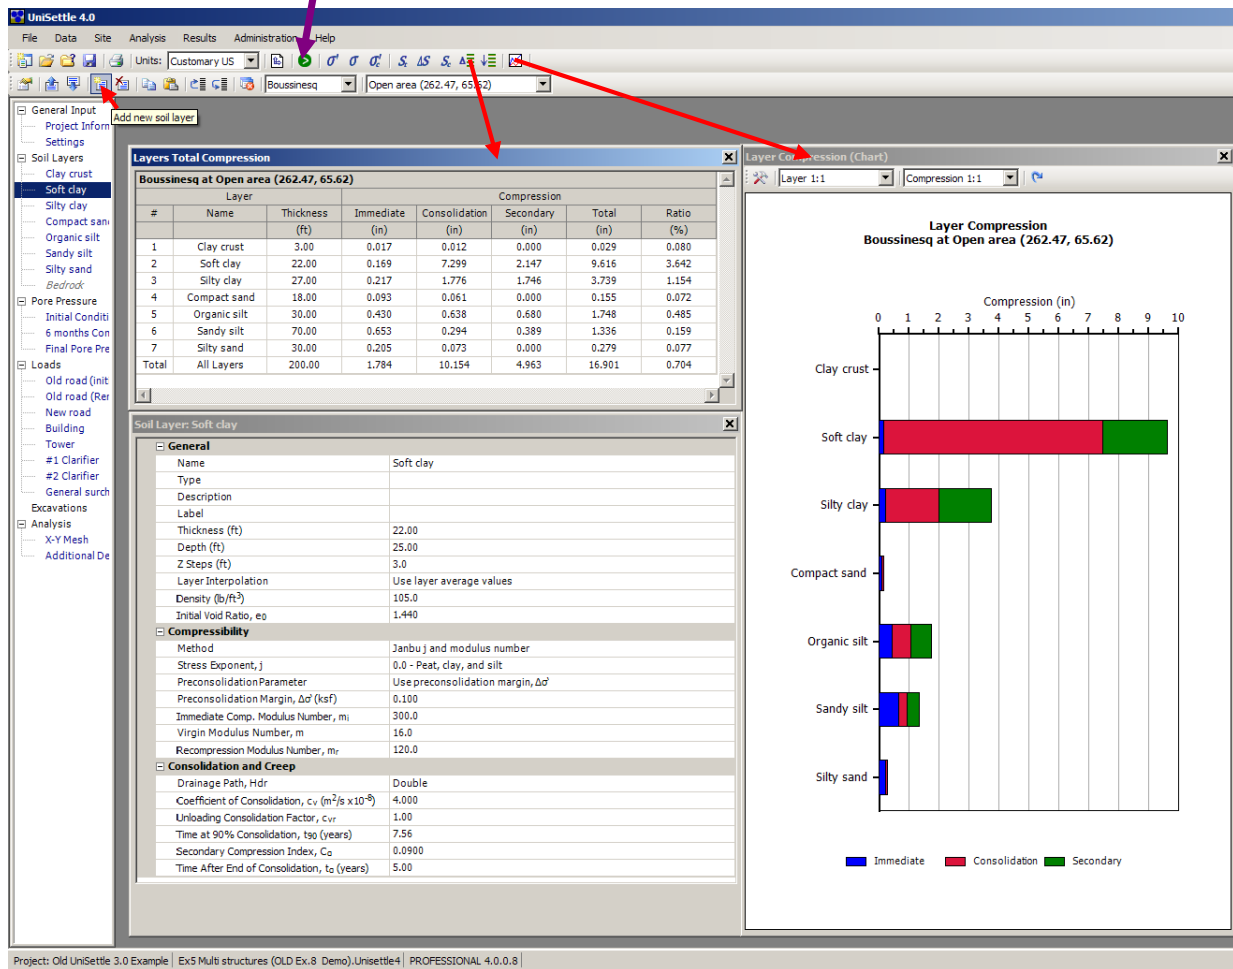 UniSettle 4.0
File Data Site Analysis Results Administration Help
Units: Customary US σ' σ σ'c St ΔS Sc
Boussinesq Open area (262.47, 65.62)
Add new soil layer
General Input
Project Inform
Settings
Soil Layers
Clay crust
Soft clay
Silty clay
Compact san
Organic silt
Sandy silt
Silty sand
Bedrock
Pore Pressure
Initial Conditi
6 months Con
Final Pore Pre
Loads
Old road (init
Old road (Rer
New road
Building
Tower
#1 Clarifier
#2 Clarifier
General surch
Excavations
Analysis
X-Y Mesh
Additional De
Layers Total Compression
Boussinesq at Open area (262.47, 65.62)
Layer Compression
# Name Thickness Immediate Consolidation Secondary Total Ratio
(ft) (in) (in) (in) (in) (%)
1 Clay crust 3.00 0.017 0.012 0.000 0.029 0.080
2 Soft clay 22.00 0.169 7.299 2.147 9.616 3.642
3 Silty clay 27.00 0.217 1.776 1.746 3.739 1.154
4 Compact sand 18.00 0.093 0.061 0.000 0.155 0.072
5 Organic silt 30.00 0.430 0.638 0.680 1.748 0.485
6 Sandy silt 70.00 0.653 0.294 0.389 1.336 0.159
7 Silty sand 30.00 0.205 0.073 0.000 0.279 0.077
Total All Layers 200.00 1.784 10.154 4.963 16.901 0.704
Soil Layer: Soft clay
General
Name Soft clay
Type
Description
Label
Thickness (ft) 22.00
Depth (ft) 25.00
Z Steps (ft) 3.0
Layer Interpolation Use layer average values
Density (lb/ft³) 105.0
Initial Void Ratio, e₀ 1.440
Compressibility
Method Janbu j and modulus number
Stress Exponent, j 0.0 - Peat, clay, and silt
Preconsolidation Parameter Use preconsolidation margin, Δσ'
Preconsolidation Margin, Δσ' (ksf) 0.100
Immediate Comp. Modulus Number, mi 300.0
Virgin Modulus Number, m 16.0
Recompression Modulus Number, mr 120.0
Consolidation and Creep
Drainage Path, Hdr Double
Coefficient of Consolidation, cv (m²/s x10⁻⁸) 4.000
Unloading Consolidation Factor, cvr 1.00
Time at 90% Consolidation, t90 (years) 7.56
Secondary Compression Index, Cα 0.0900
Time After End of Consolidation, tα (years) 5.00
Layer Compression (Chart)
Layer 1:1 Compression 1:1
Layer Compression
Boussinesq at Open area (262.47, 65.62)
Compression (in)
0 1 2 3 4 5 6 7 8 9 10
Clay crust
Soft clay
Silty clay
Compact sand
Organic silt
Sandy silt
Silty sand
Immediate Consolidation Secondary
Project: Old UniSettle 3.0 Example Ex5 Multi structures (OLD Ex.8 Demo).Unisettle4 PROFESSIONAL 4.0.0.8